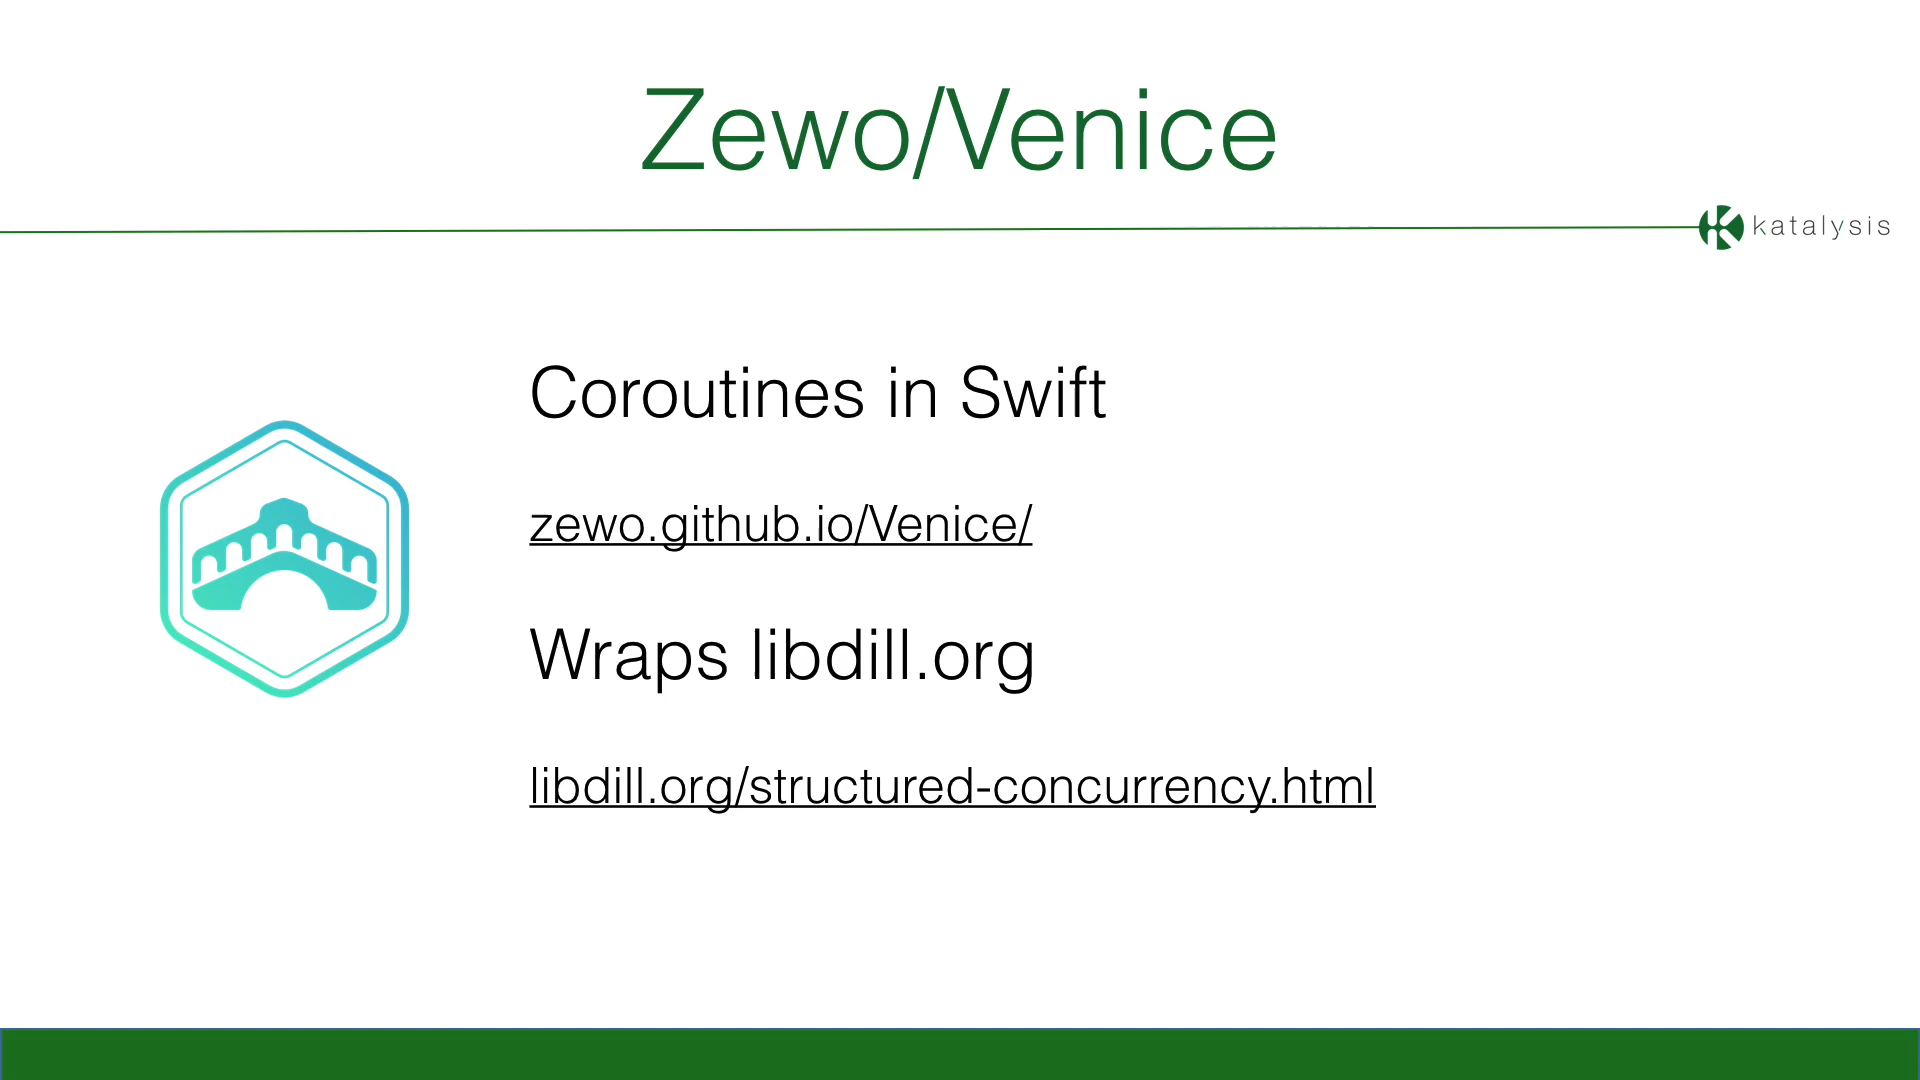 Zewo/Venice
katalysis
Coroutines in Swift
zewo.github.io/Venice/
Wraps libdill.org
libdill.org/structured-concurrency.html